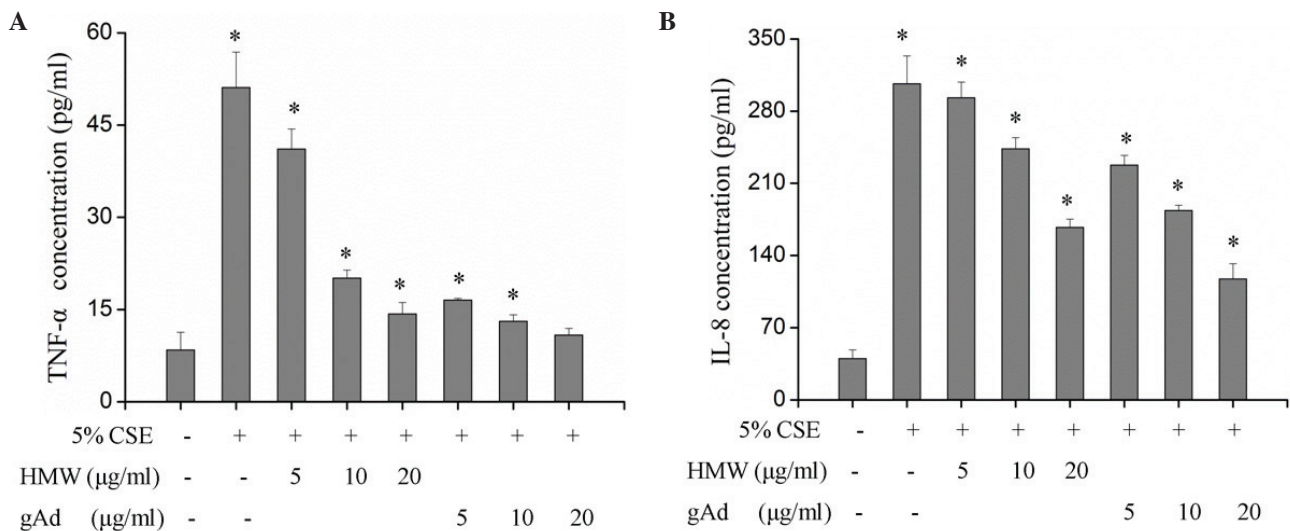 A
TNF-α concentration (pg/ml)
60
45
30
15
0
* * * * * *
5% CSE - + + + + + + +
HMW (μg/ml) - - 5 10 20
gAd (μg/ml) - - 5 10 20
B
IL-8 concentration (pg/ml)
350
280
210
140
70
0
* * * * * * *
5% CSE - + + + + + + +
HMW (μg/ml) - - 5 10 20
gAd (μg/ml) - - 5 10 20